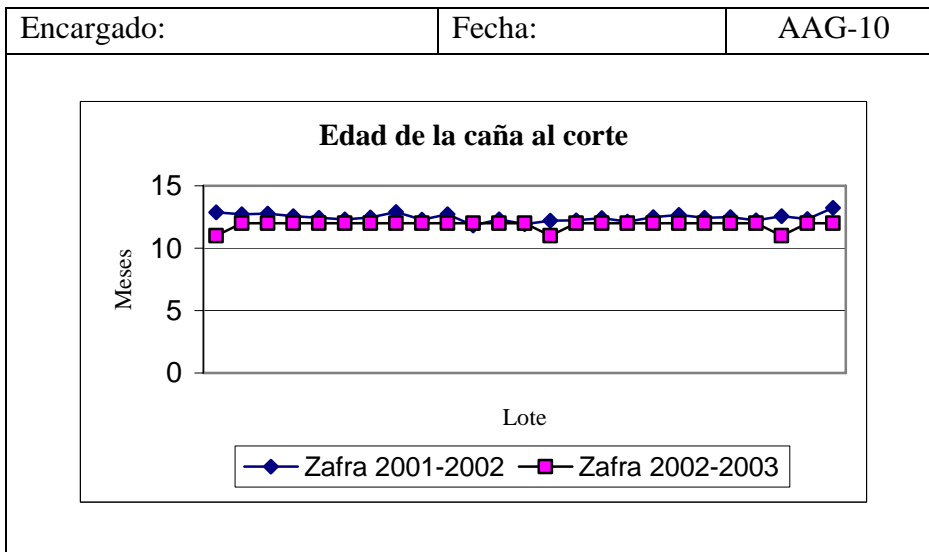 Encargado: Fecha: AAG-10
Edad de la caña al corte
15
10
5
0
Meses
Lote
Zafra 2001-2002 Zafra 2002-2003